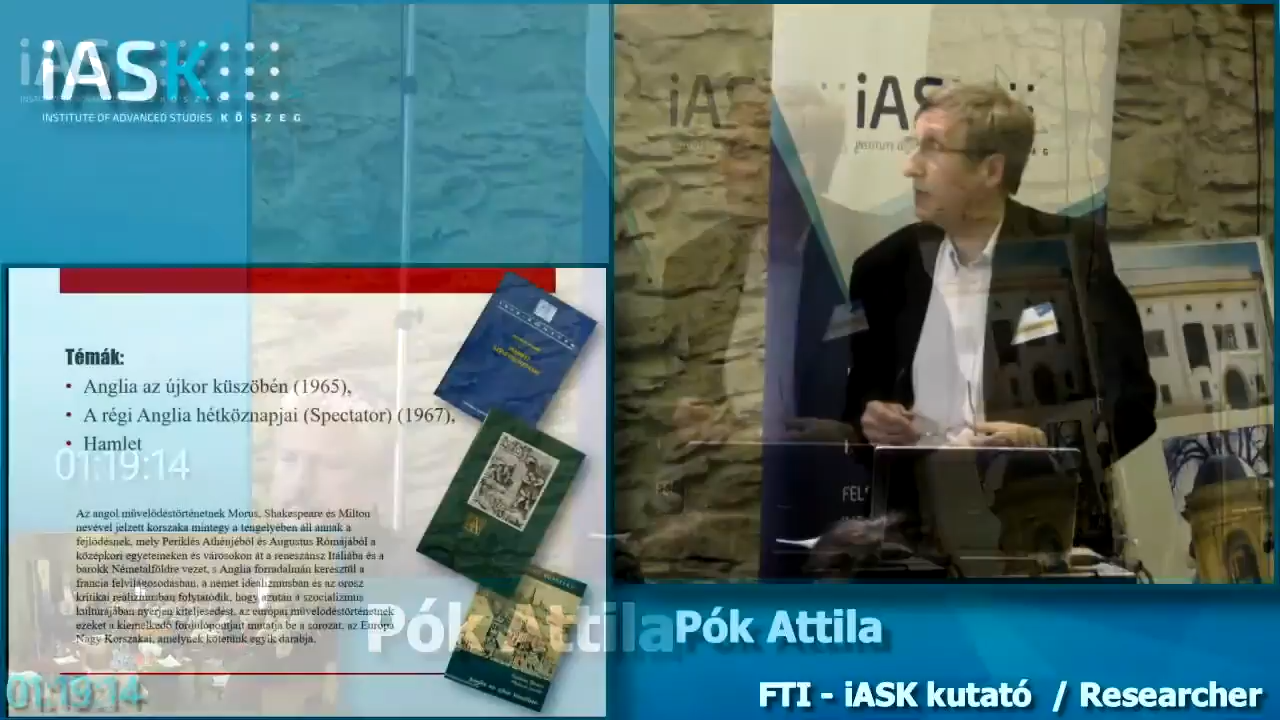 iASK
INSTITUTE OF ADVANCED STUDIES KŐSZEG
iASK
Témák:
• Anglia az újkor küszöbén (1965),
• A régi Anglia hétköznapjai (Spectator) (1967),
• Hamlet
01:19:14
Az angol művelődéstörténetnek Morus, Shakespeare és Milton
nevével jelzett korszaka mintegy a tengelyében áll annak a
fejlődésnek, mely Periklés Athénjéből és Augustus Rómájából a
középkori egyetemeken és városokon át a reneszánsz Itáliába és a
barokk Németalföldre vezet, s Anglia forradalmán keresztül a
francia felvilágosodásban, a német idealizmusban és az orosz
kritikai realizmusban folytatódik, hogy azután a szocializmus
kultúrájában nyerjen kiteljesedést. az európai művelődéstörténetnek
ezeket a kiemelkedő fordulópontjait mutatja be a sorozat, az Európa
Nagy Korszakai, amelynek kötetünk egyik darabja.
01:19:14
iAS
iAS
FEL
Pók Attila
Pók Attila
FTI - iASK kutató / Researcher